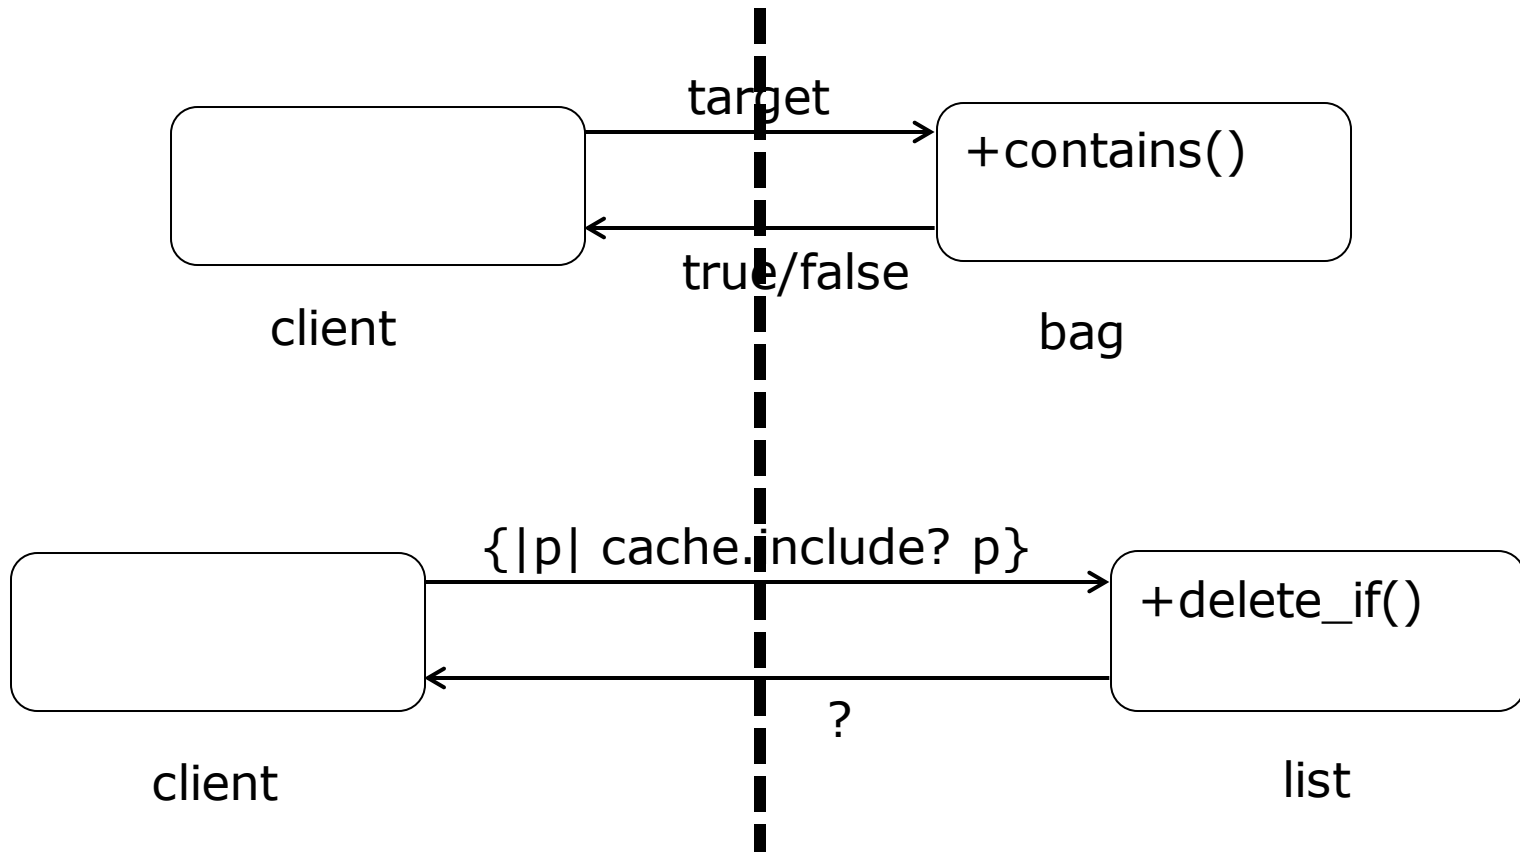 target
+contains()
true/false
client
bag
{|p| cache.include? p}
+delete_if()
?
client
list